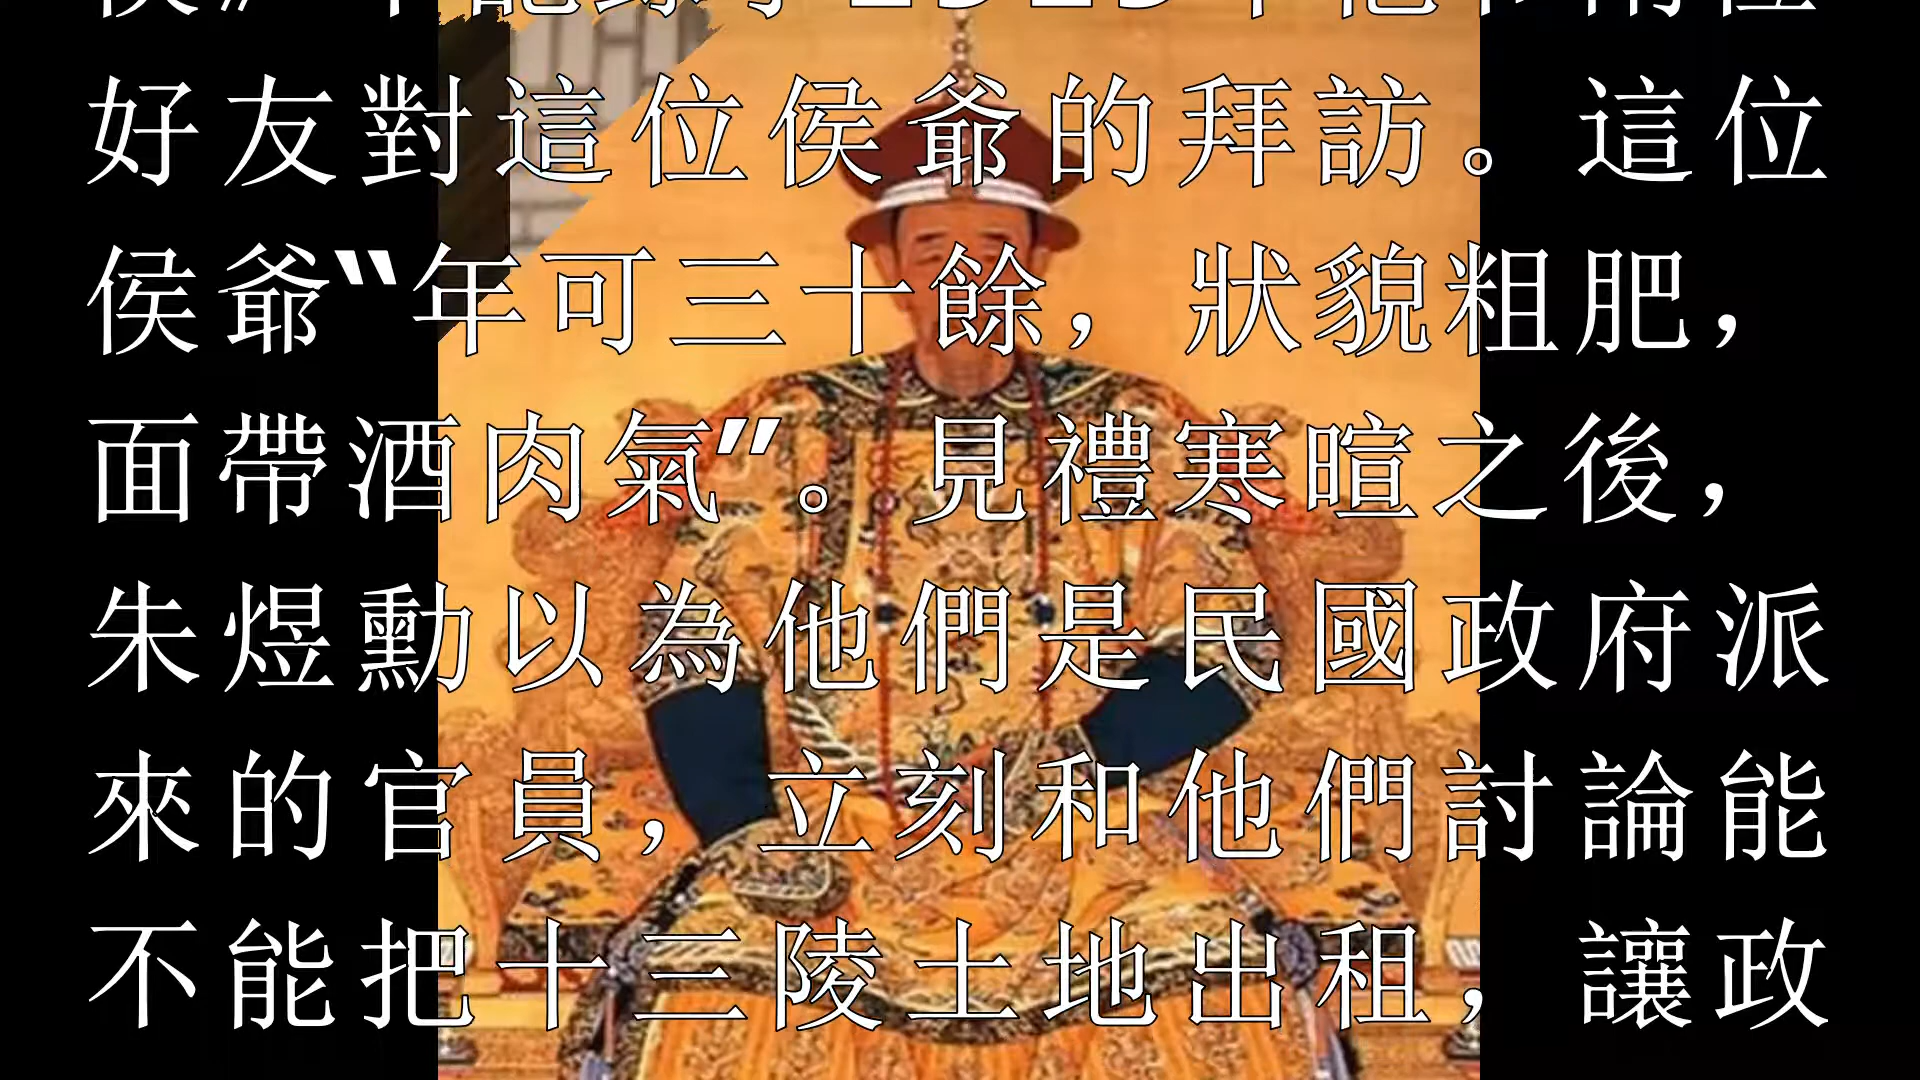 好友對這位侯爺的拜訪。這位
侯爺“年可三十餘，狀貌粗肥，
面帶酒肉氣”。見禮寒暄之後，
朱煜勳以為他們是民國政府派
來的官員，立刻和他們討論能
不能把十三陵土地出租，讓政